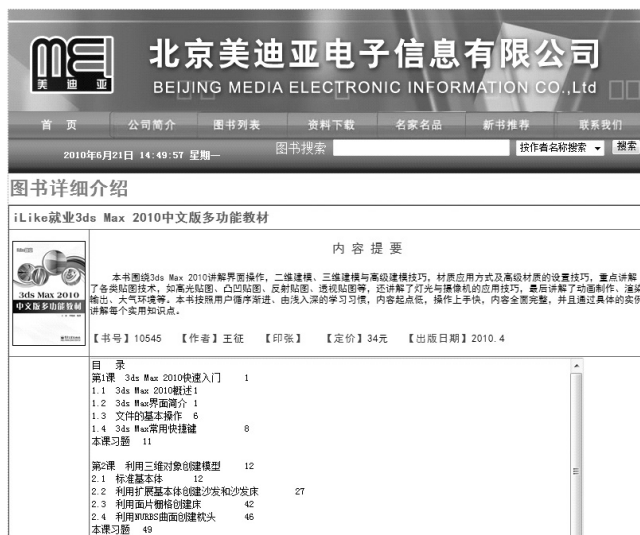 美迪亚
北京美迪亚电子信息有限公司
BEIJING MEDIA ELECTRONIC INFORMATION CO.,Ltd
首 页 公司简介 图书列表 资料下载 名家名品 新书推荐 联系我们
2010年6月21日 14:49:57 星期一 图书搜索 按作者名称搜索 搜索
图书详细介绍
iLike就业3ds Max 2010中文版多功能教材
3ds Max 2010
中文版多功能教材
内 容 提 要
本书围绕3ds Max 2010讲解界面操作，二维建模、三维建模与高级建模技巧，材质应用方式及高级材质的设置技巧，重点讲解
了各类贴图技术，如高光贴图、凸凹贴图、反射贴图、透视贴图等，还讲解了灯光与摄像机的应用技巧，最后讲解了动画制作、渲染
输出、大气环境等。本书按照用户循序渐进、由浅入深的学习习惯，内容起点低，操作上手快，内容全面完整，并且通过具体的实例
讲解每个实用知识点。
【书号】10545 【作者】王征 【印张】 【定价】34元 【出版日期】2010.4
目 录
第1课 3ds Max 2010快速入门 1
1.1 3ds Max 2010概述1
1.2 3ds Max界面简介 1
1.3 文件的基本操作 6
1.4 3ds Max常用快捷键 8
本课习题 11
第2课 利用三维对象创建模型 12
2.1 标准基本体 12
2.2 利用扩展基本体创建沙发和沙发床 27
2.3 利用面片栅格创建床 42
2.4 利用NURBS曲面创建枕头 46
本课习题 49